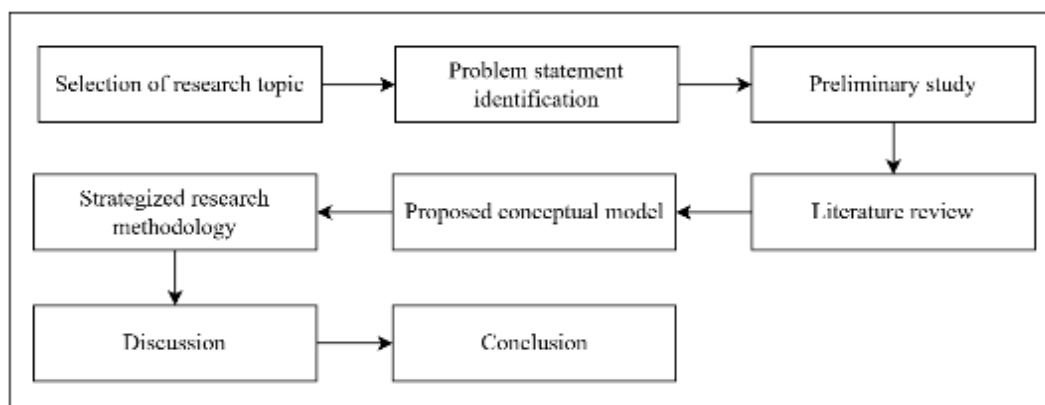 Selection of research topic
Problem statement
identification
Preliminary study
Literature review
Proposed conceptual model
Strategized research
methodology
Discussion
Conclusion